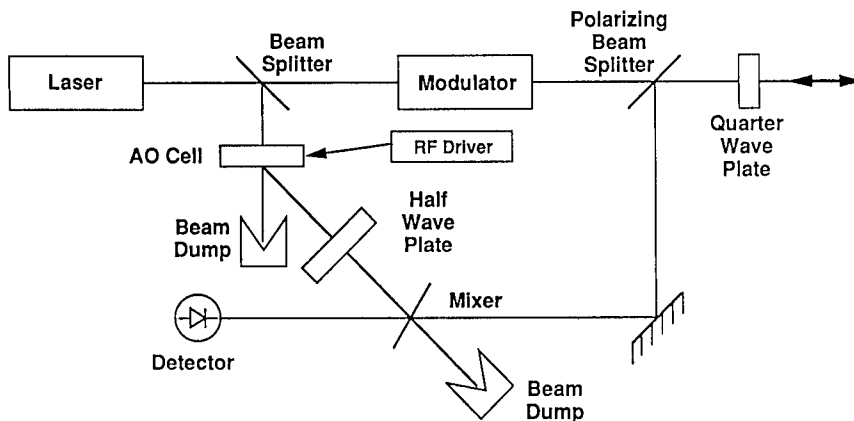 Laser
Beam
Splitter
Modulator
Polarizing
Beam
Splitter
Quarter
Wave
Plate
AO Cell
RF Driver
Beam
Dump
Half
Wave
Plate
Mixer
Detector
Beam
Dump